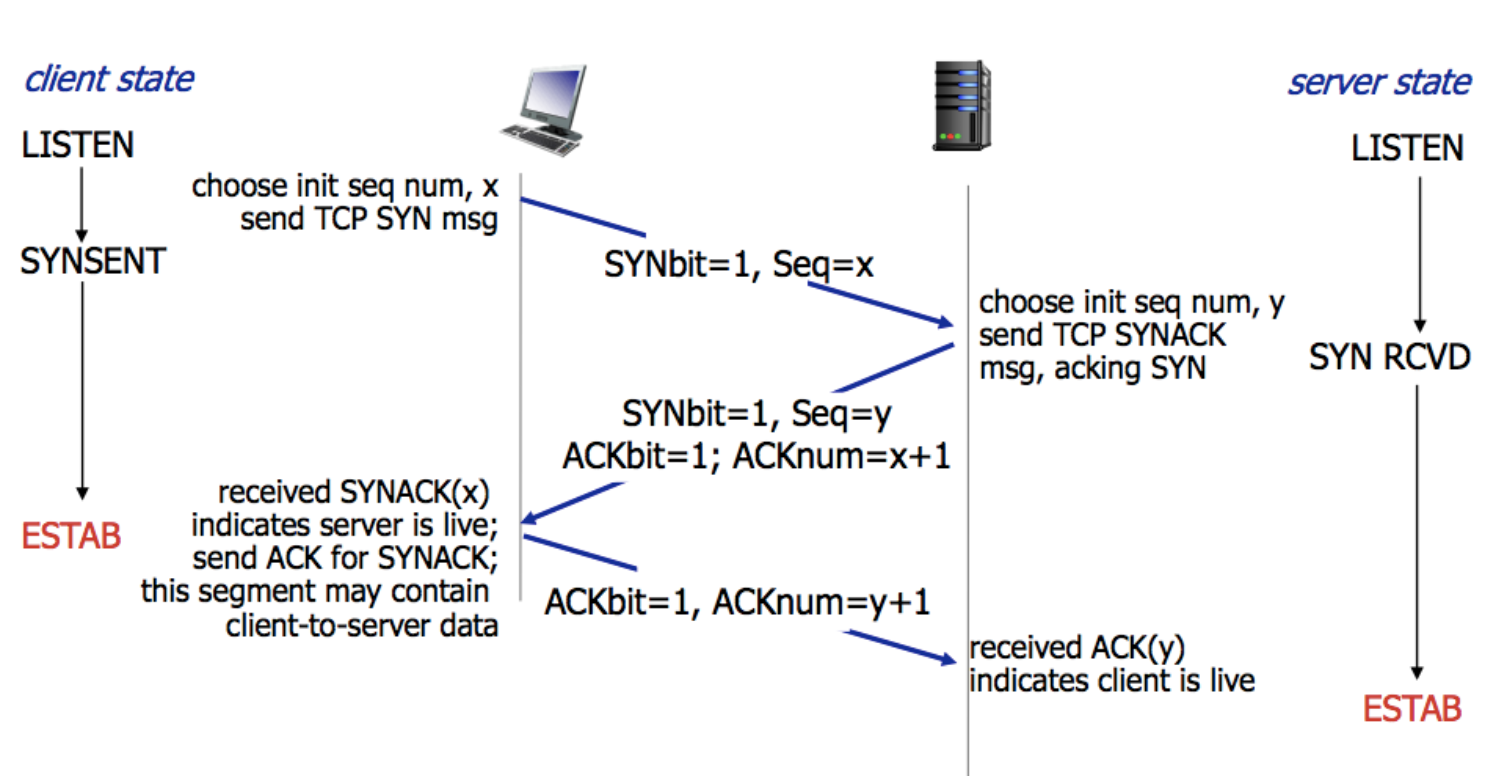 client state
server state
LISTEN
LISTEN
choose init seq num, x
send TCP SYN msg
SYNSENT
SYNbit=1, Seq=x
choose init seq num, y
send TCP SYNACK
msg, acking SYN
SYN RCVD
SYNbit=1, Seq=y
ACKbit=1; ACKnum=x+1
received SYNACK(x)
indicates server is live;
send ACK for SYNACK;
this segment may contain
client-to-server data
ESTAB
ACKbit=1, ACKnum=y+1
received ACK(y)
indicates client is live
ESTAB